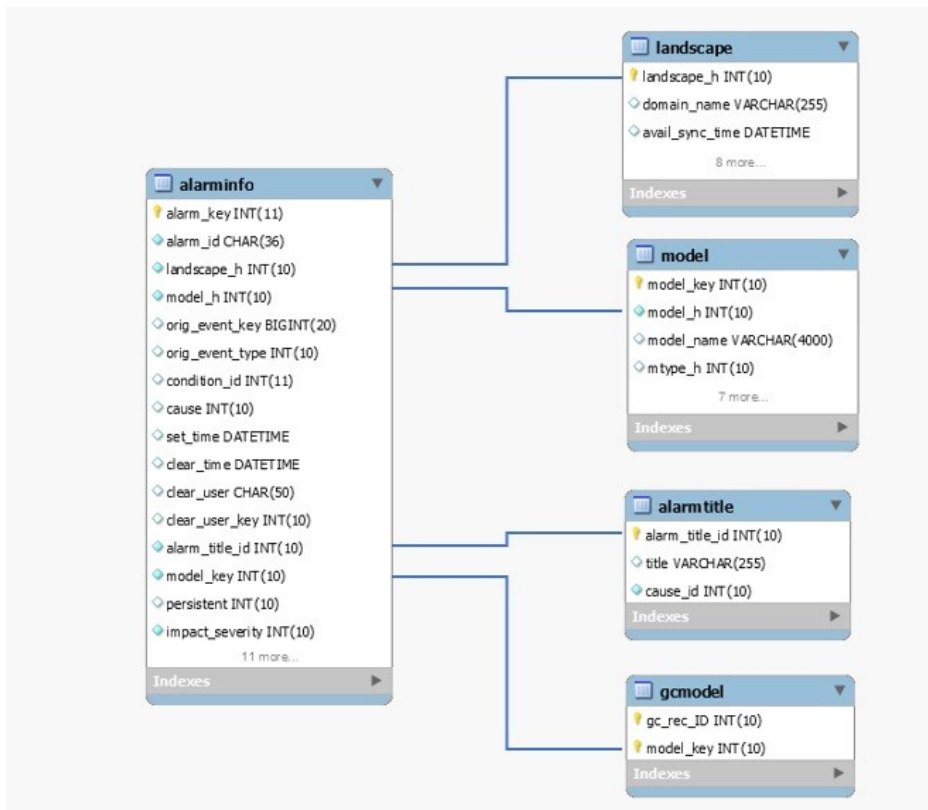 landscape
landscape_h INT(10)
domain_name VARCHAR(255)
avail_sync_time DATETIME
8 more...
Indexes
alarminfo
alarm_key INT(11)
alarm_id CHAR(36)
landscape_h INT(10)
model_h INT(10)
orig_event_key BIGINT(20)
orig_event_type INT(10)
condition_id INT(11)
cause INT(10)
set_time DATETIME
clear_time DATETIME
clear_user CHAR(50)
clear_user_key INT(10)
alarm_title_id INT(10)
model_key INT(10)
persistent INT(10)
impact_severity INT(10)
11 more...
Indexes
model
model_key INT(10)
model_h INT(10)
model_name VARCHAR(4000)
mtype_h INT(10)
7 more...
Indexes
alarmtitle
alarm_title_id INT(10)
title VARCHAR(255)
cause_id INT(10)
Indexes
gcmodel
gc_rec_ID INT(10)
model_key INT(10)
Indexes